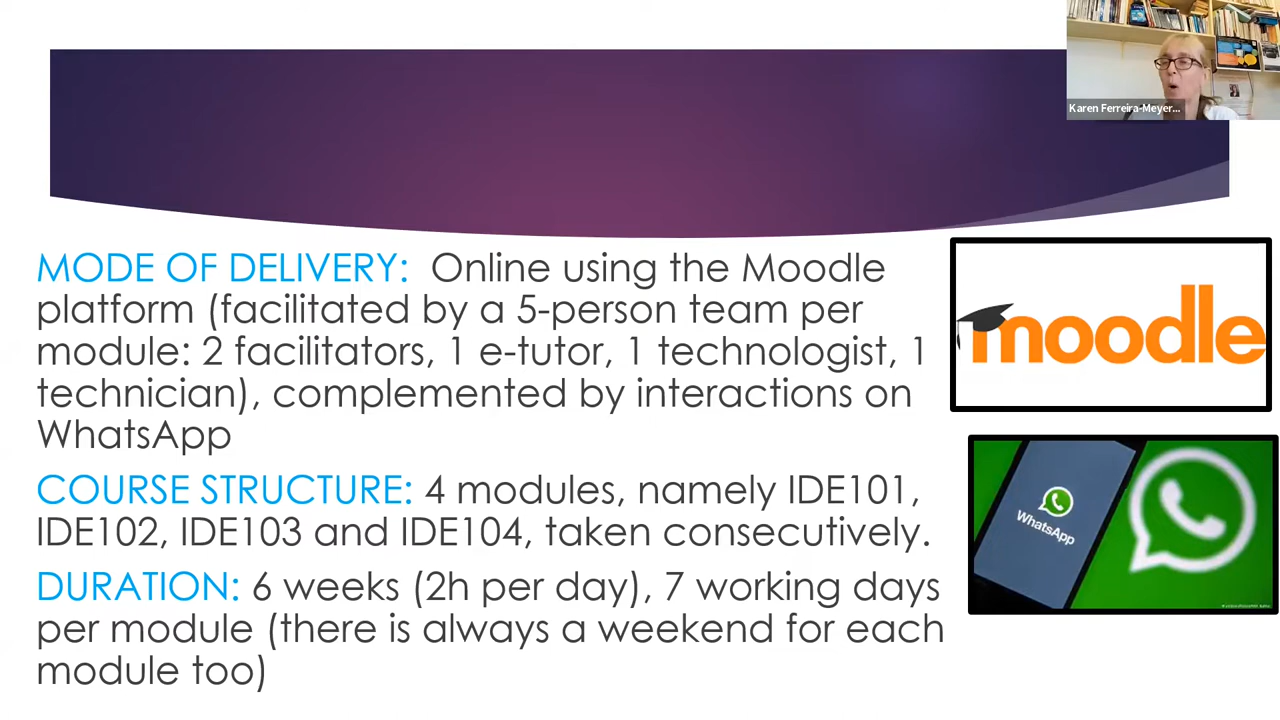 Karen Ferreira-Meyer...
MODE OF DELIVERY: Online using the Moodle
platform (facilitated by a 5-person team per
module: 2 facilitators, 1 e-tutor, 1 technologist, 1
technician), complemented by interactions on
WhatsApp
COURSE STRUCTURE: 4 modules, namely IDE101,
IDE102, IDE103 and IDE104, taken consecutively.
DURATION: 6 weeks (2h per day), 7 working days
per module (there is always a weekend for each
module too)
moodle
WhatsApp